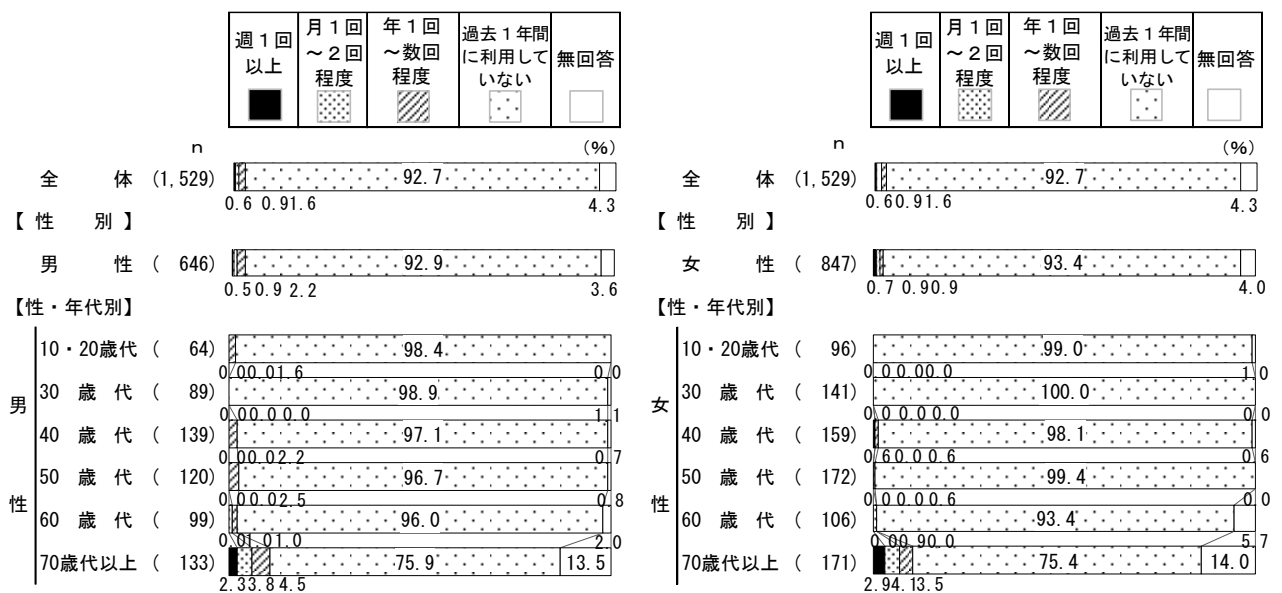 週1回以上 月1回～2回程度 年1回～数回程度 過去1年間に利用していない 無回答
n (%)
全体 (1,529) 92.7
0.6 0.9 1.6 4.3
【性別】
男性 (646) 92.9
0.5 0.9 2.2 3.6
【性・年代別】
男性
10・20歳代 (64) 98.4
0.0 0.0 1.6 0.0
30歳代 (89) 98.9
0.0 0.0 0.0 1.1
40歳代 (139) 97.1
0.0 0.0 2.2 0.7
50歳代 (120) 96.7
0.0 0.0 2.5 0.8
60歳代 (99) 96.0
0.0 1.0 1.0 2.0
70歳代以上 (133) 75.9 13.5
2.3 3.8 4.5
週1回以上 月1回～2回程度 年1回～数回程度 過去1年間に利用していない 無回答
n (%)
全体 (1,529) 92.7
0.6 0.9 1.6 4.3
【性別】
女性 (847) 93.4
0.7 0.9 0.9 4.0
【性・年代別】
女性
10・20歳代 (96) 99.0
0.0 0.0 0.0 1.0
30歳代 (141) 100.0
0.0 0.0 0.0 0.0
40歳代 (159) 98.1
0.6 0.0 0.6 0.6
50歳代 (172) 99.4
0.0 0.0 0.6 0.0
60歳代 (106) 93.4
0.0 0.9 0.0 5.7
70歳代以上 (171) 75.4 14.0
2.9 4.1 3.5